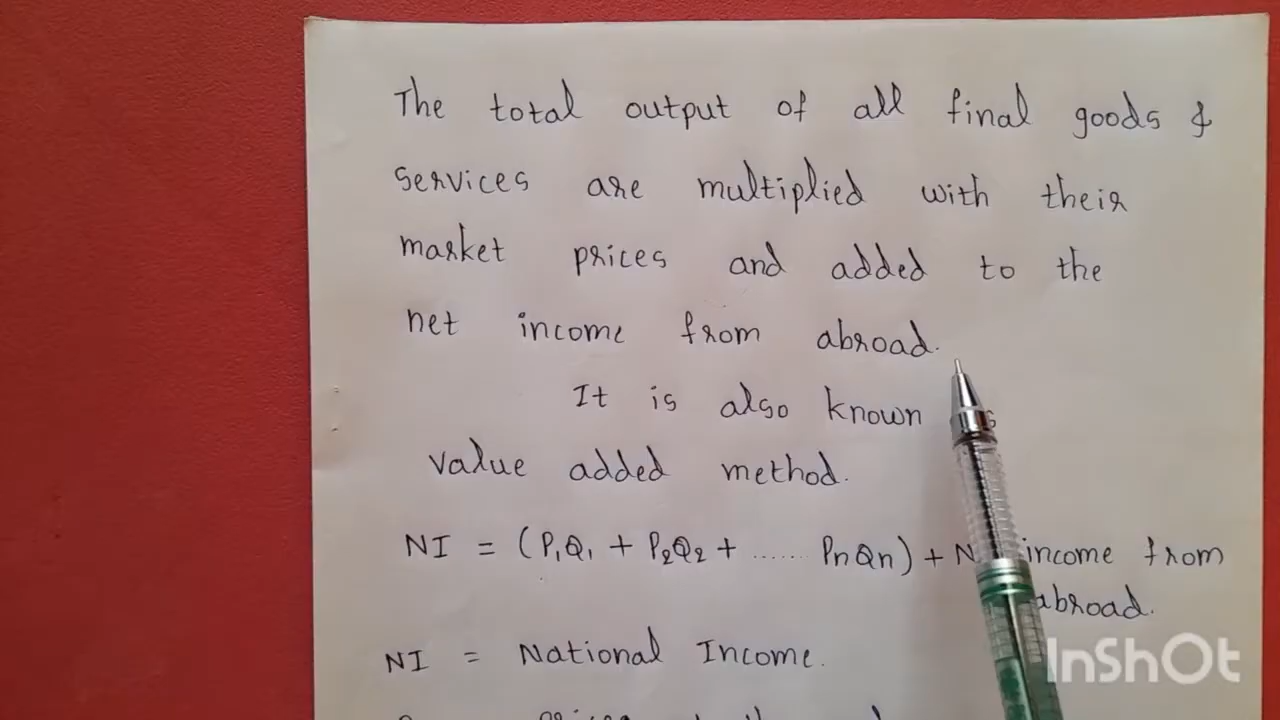 The total output of all final goods &
services are multiplied with their
market prices and added to the
net income from abroad.
It is also known
value added method.
NI = (P₁Q₁ + P₂Q₂ + ...... PnQn) + N income from
abroad.
NI = National Income.
InShOt